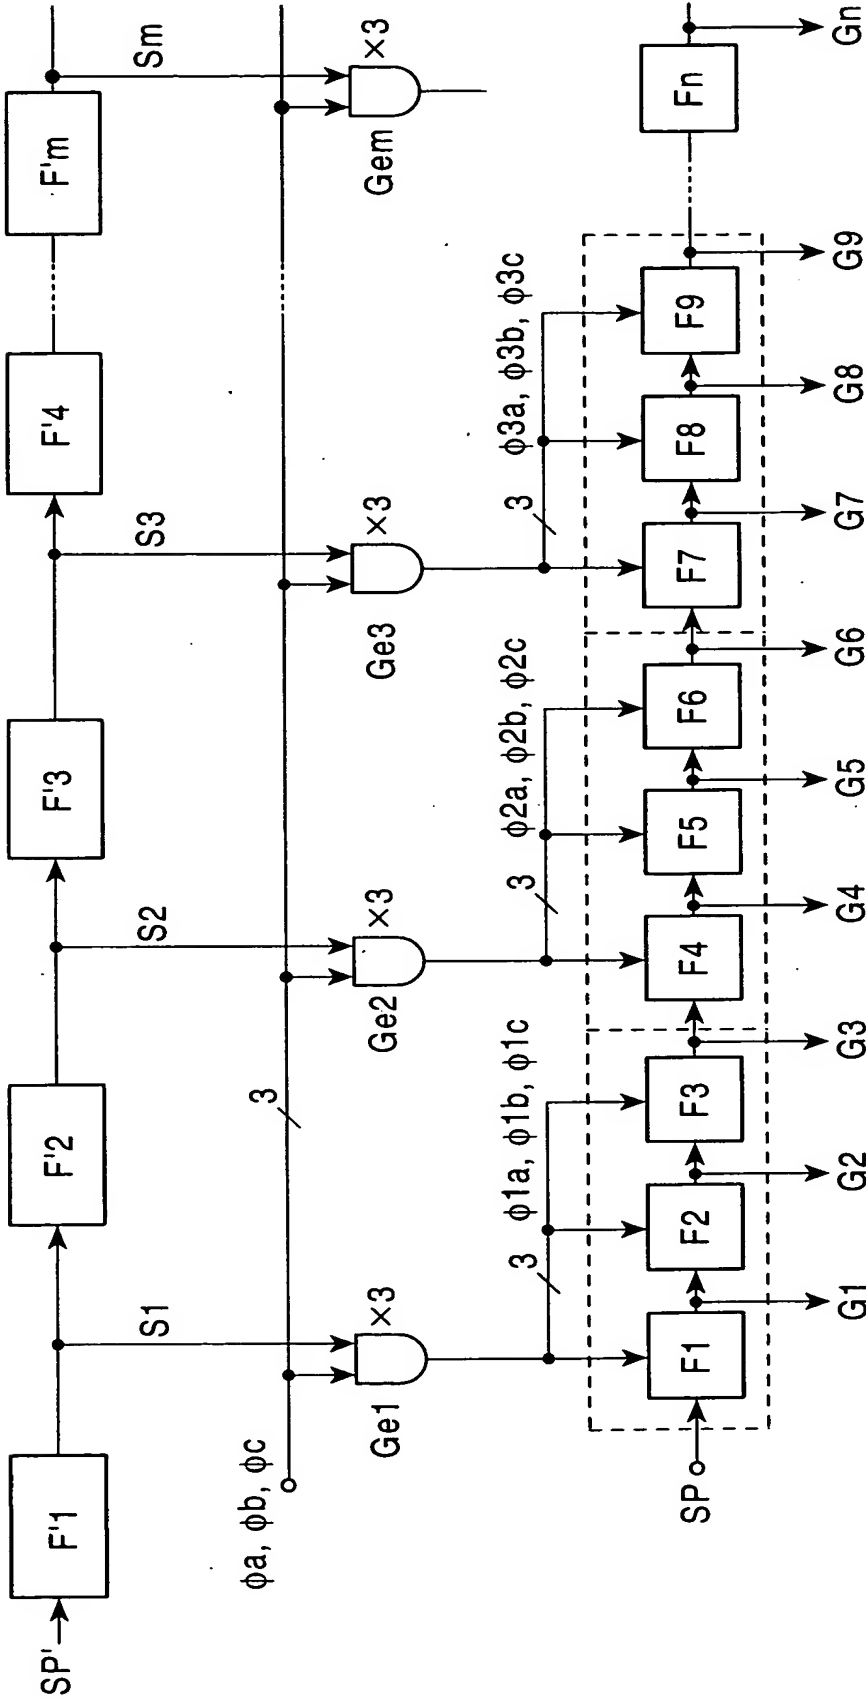 SP'
F'1
F'2
F'3
F'4
F'm
S1
S2
S3
Sm
ϕa, ϕb, ϕc
3
×3
×3
×3
×3
Ge1
Ge2
Ge3
Gem
3
ϕ1a, ϕ1b, ϕ1c
3
ϕ2a, ϕ2b, ϕ2c
3
ϕ3a, ϕ3b, ϕ3c
SP
F1
F2
F3
F4
F5
F6
F7
F8
F9
Fn
G1
G2
G3
G4
G5
G6
G7
G8
G9
Gn